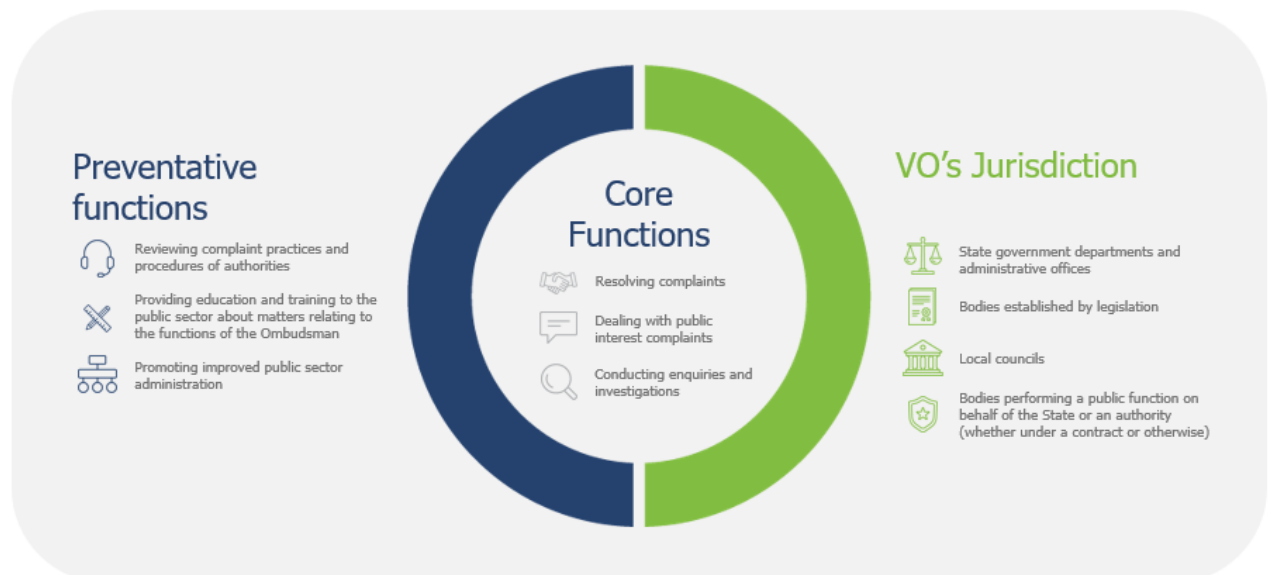 Preventative
functions
Reviewing complaint practices and
procedures of authorities
Providing education and training to the
public sector about matters relating to
the functions of the Ombudsman
Promoting improved public sector
administration
Core
Functions
Resolving complaints
Dealing with public
interest complaints
Conducting enquiries and
investigations
VO’s Jurisdiction
State government departments and
administrative offices
Bodies established by legislation
Local councils
Bodies performing a public function on
behalf of the State or an authority
(whether under a contract or otherwise)